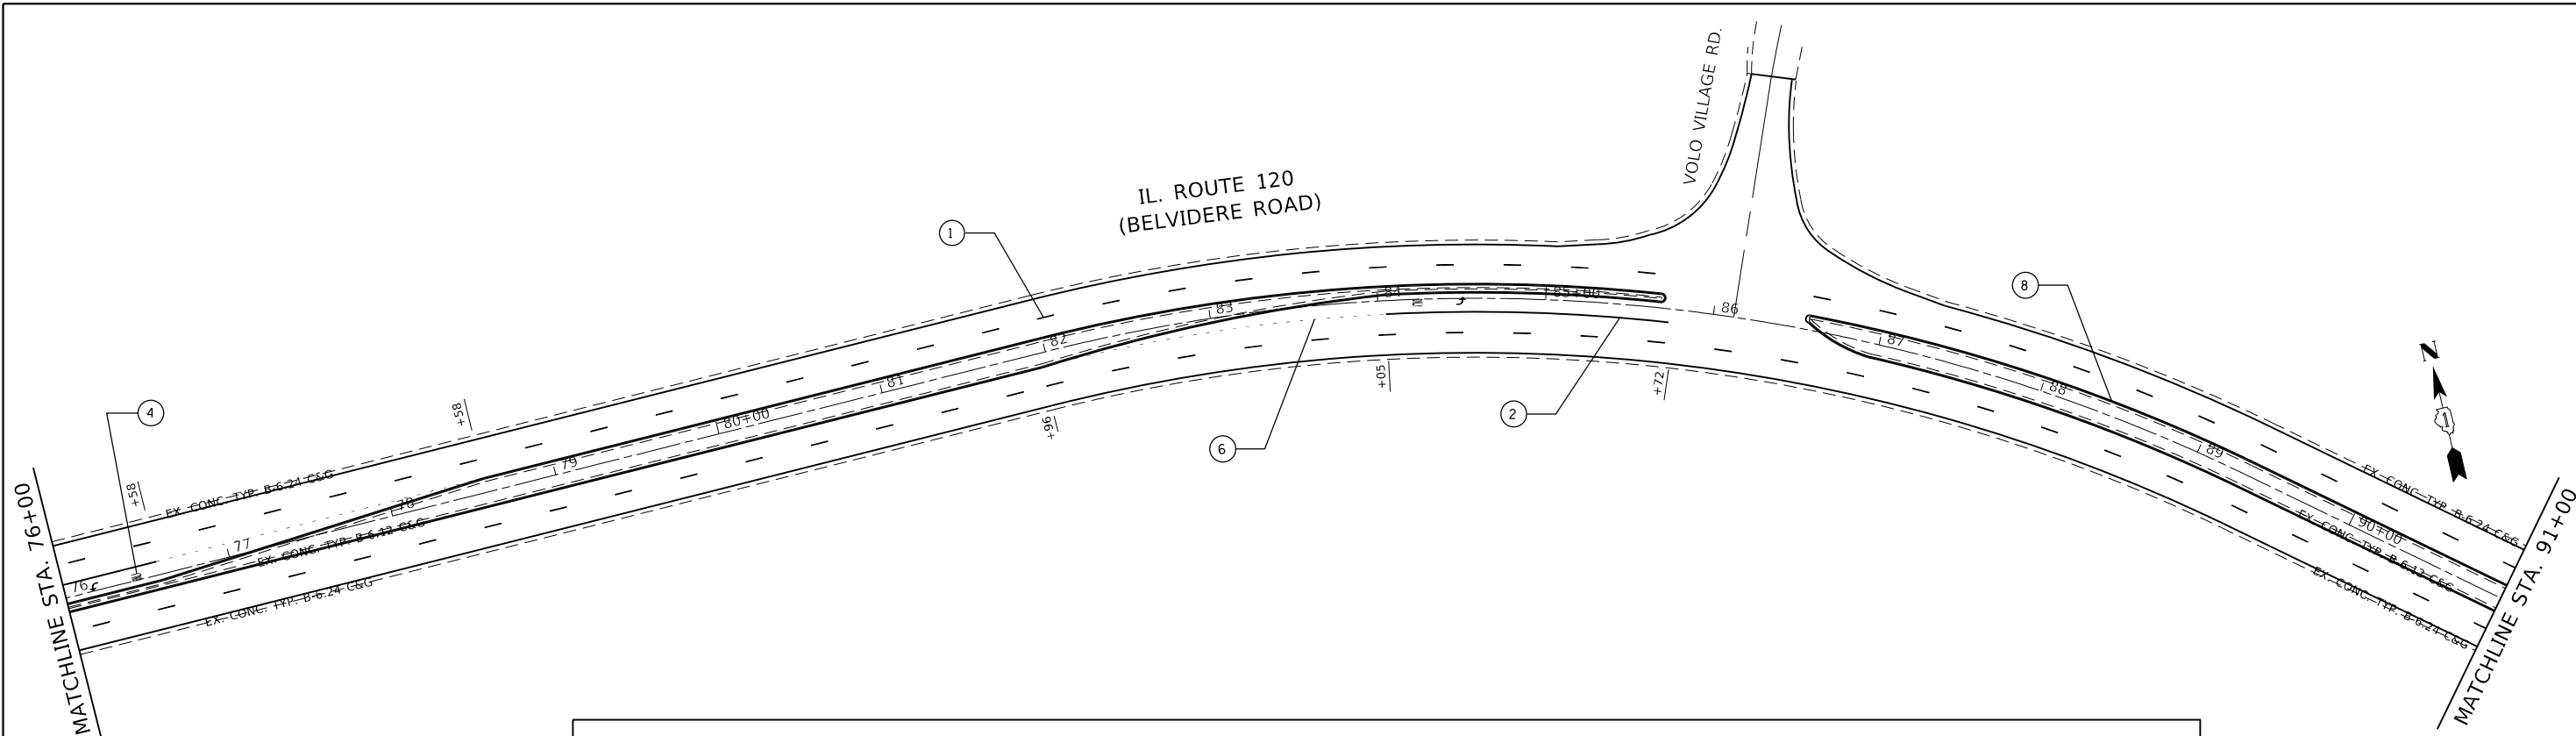 VOLO VILLAGE RD.
IL. ROUTE 120
(BELVIDERE ROAD)
1
8
86
85+00
84
83
82
81
80+00
79
78
77
76
87
88
89
90+00
N
1
4
6
2
+58
+58
+96
+05
+72
EX. CONC. TYP. B-6.24 C&G
EX. CONC. TYP. B-6.12 C&G
EX. CONC. TYP. B-6.24 C&G
EX. CONC. TYP. B-6.24 C&G
EX. CONC. TYP. B-6.12 C&G
EX. CONC. TYP. B-6.24 C&G
MATCHLINE STA. 76+00
MATCHLINE STA. 91+00